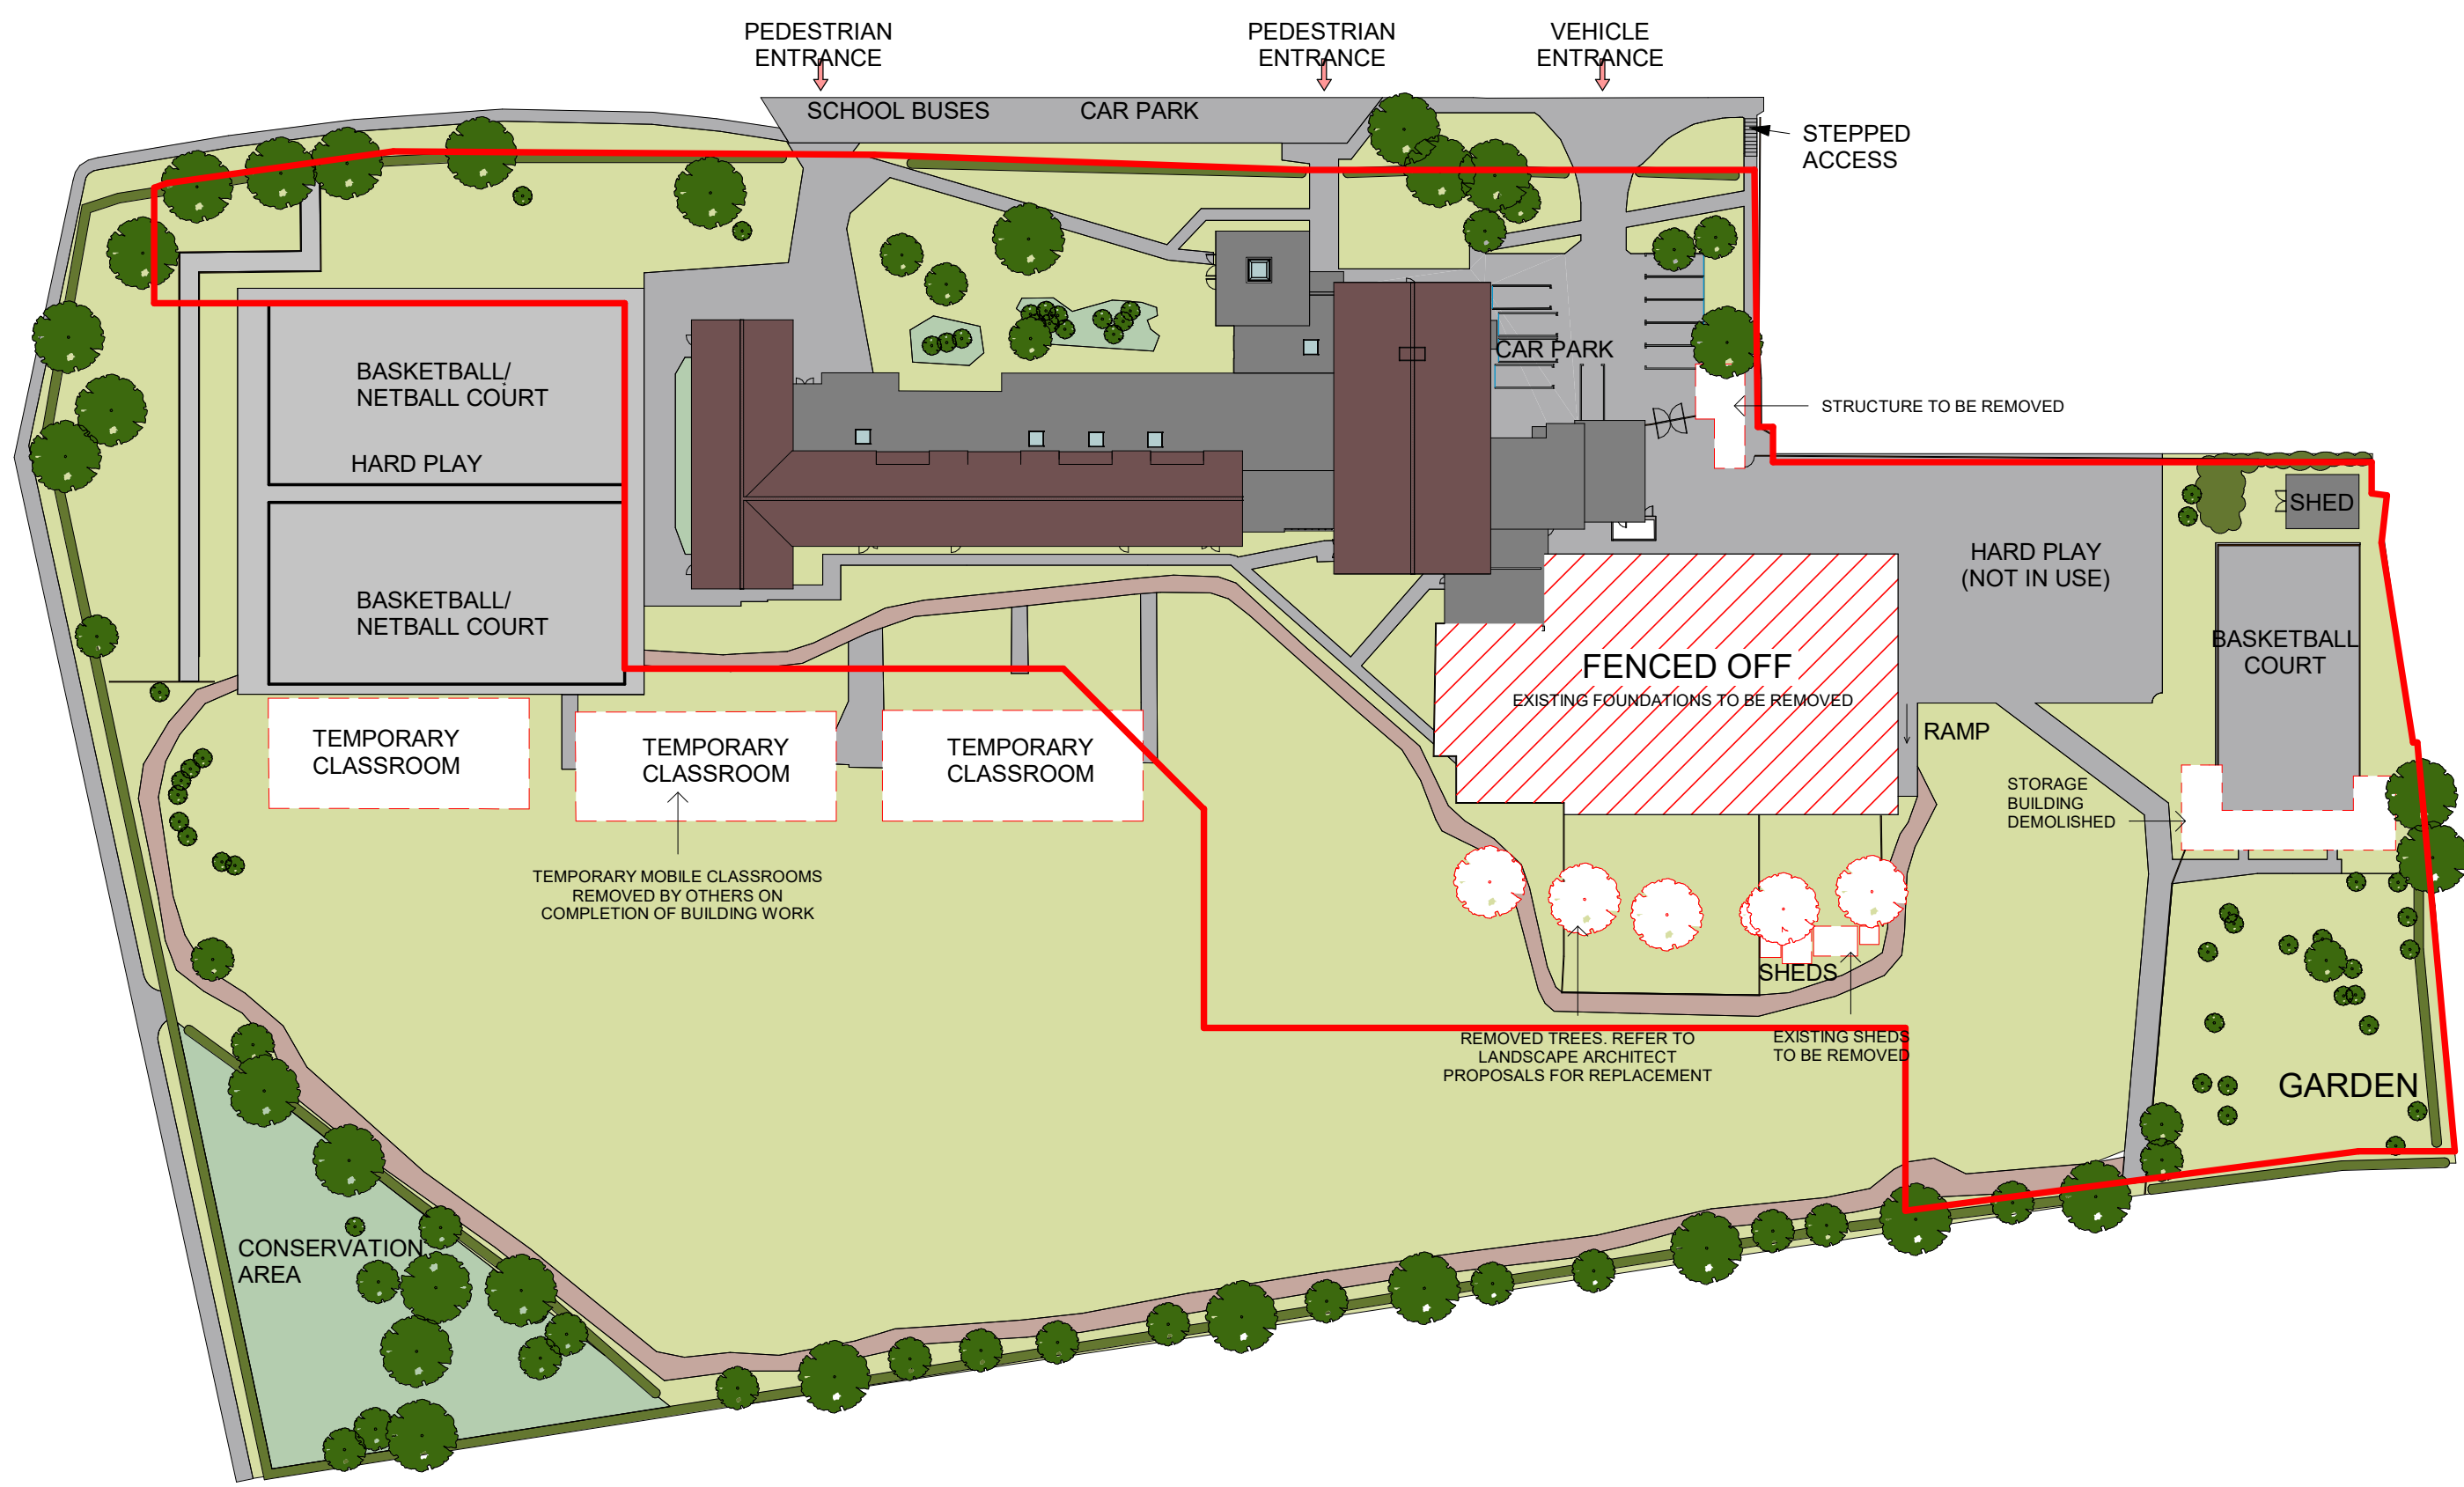 PEDESTRIAN
ENTRANCE
PEDESTRIAN
ENTRANCE
VEHICLE
ENTRANCE
SCHOOL BUSES
CAR PARK
STEPPED
ACCESS
CAR PARK
STRUCTURE TO BE REMOVED
BASKETBALL/
NETBALL COURT
HARD PLAY
BASKETBALL/
NETBALL COURT
SHED
HARD PLAY
(NOT IN USE)
BASKETBALL
COURT
FENCED OFF
EXISTING FOUNDATIONS TO BE REMOVED
RAMP
TEMPORARY
CLASSROOM
TEMPORARY
CLASSROOM
TEMPORARY
CLASSROOM
STORAGE
BUILDING
DEMOLISHED
TEMPORARY MOBILE CLASSROOMS
REMOVED BY OTHERS ON
COMPLETION OF BUILDING WORK
SHEDS
REMOVED TREES. REFER TO
LANDSCAPE ARCHITECT
PROPOSALS FOR REPLACEMENT
EXISTING SHEDS
TO BE REMOVED
GARDEN
CONSERVATION
AREA